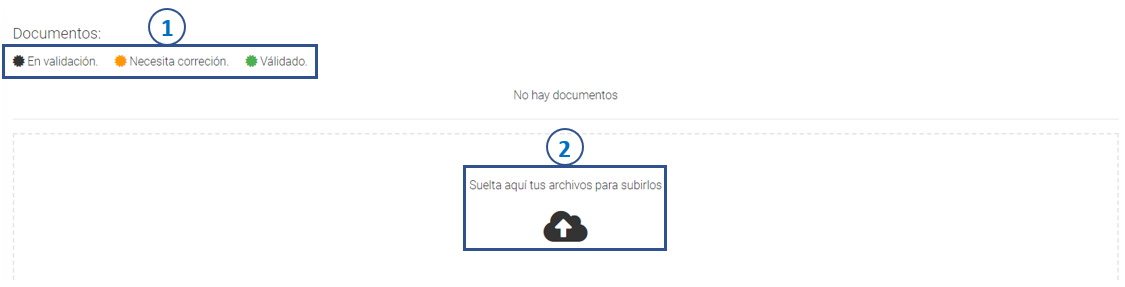 1
Documentos:
En validación. Necesita correción. Válidado.
No hay documentos
2
Suelta aquí tus archivos para subirlos